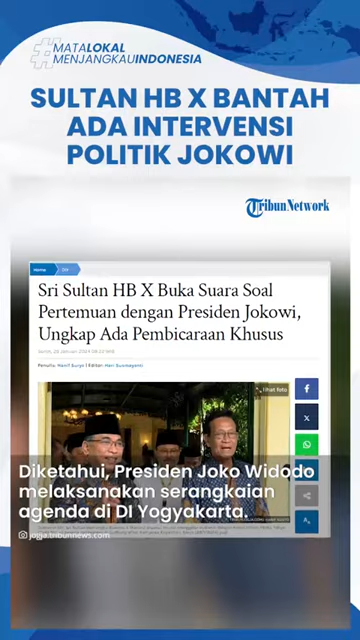 #MATALOKAL
MENJANGKAUINDONESIA
SULTAN HB X BANTAH
ADA INTERVENSI
POLITIK JOKOWI
TribunNetwork
Home
DIY
Sri Sultan HB X Buka Suara Soal
Pertemuan dengan Presiden Jokowi,
Ungkap Ada Pembicaraan Khusus
lihat foto
Diketahui, Presiden Joko Widodo
melaksanakan serangkaian
agenda di DI Yogyakarta.
jogja.tribunnews.com